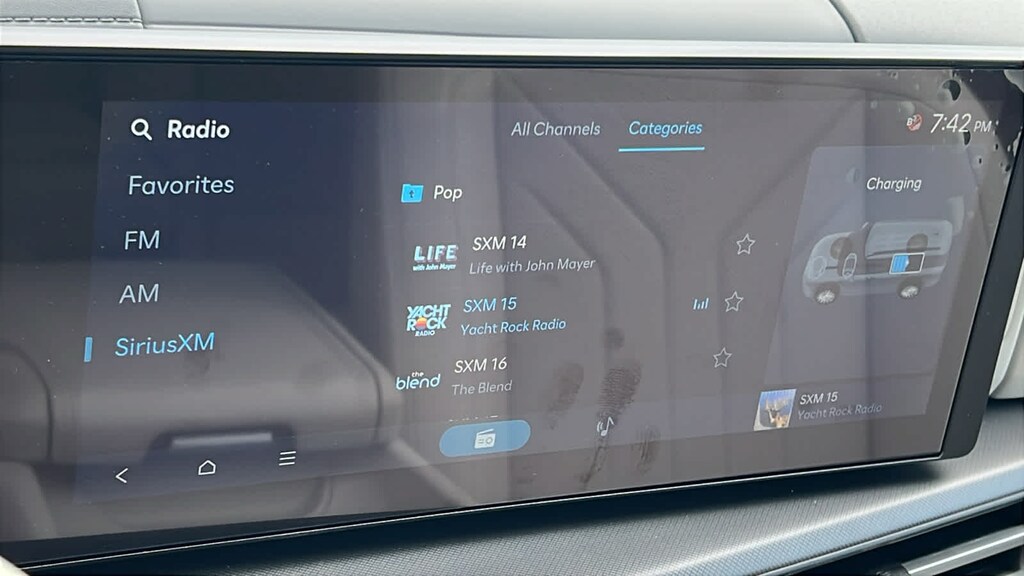 Radio
All Channels
Categories
7:42 PM
Favorites
FM
AM
SiriusXM
Pop
LIFE
with John Mayer
SXM 14
Life with John Mayer
YACHT
ROCK
RADIO
SXM 15
Yacht Rock Radio
the
blend
SXM 16
The Blend
Charging
SXM 15
Yacht Rock Radio